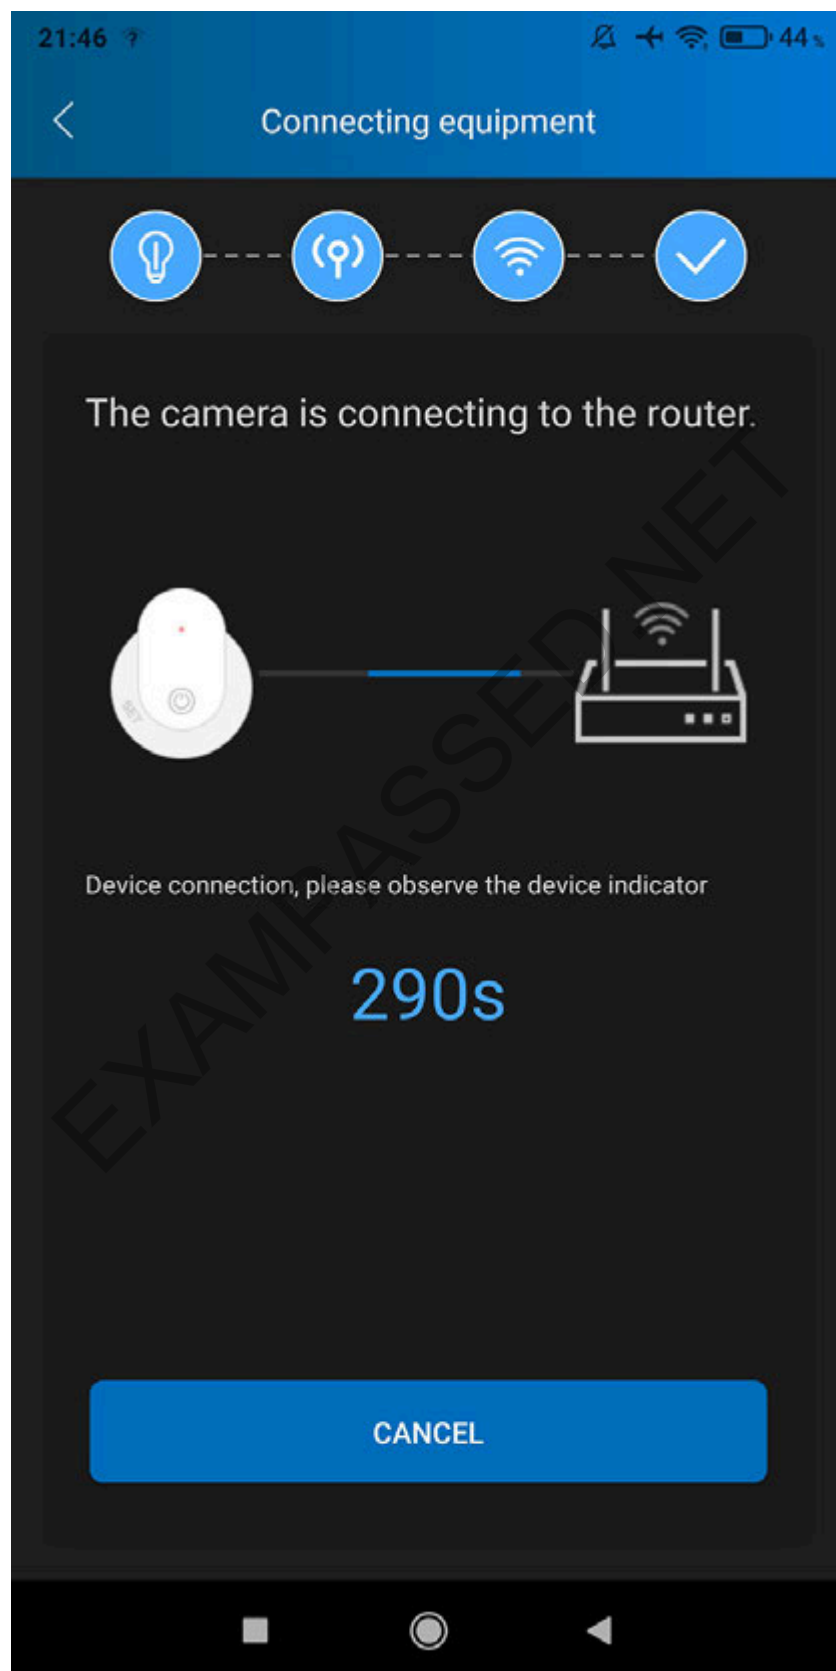 21:46
44 %
Connecting equipment
The camera is connecting to the router.
SET
Device connection, please observe the device indicator
290s
CANCEL
EXAMPASSED.NET